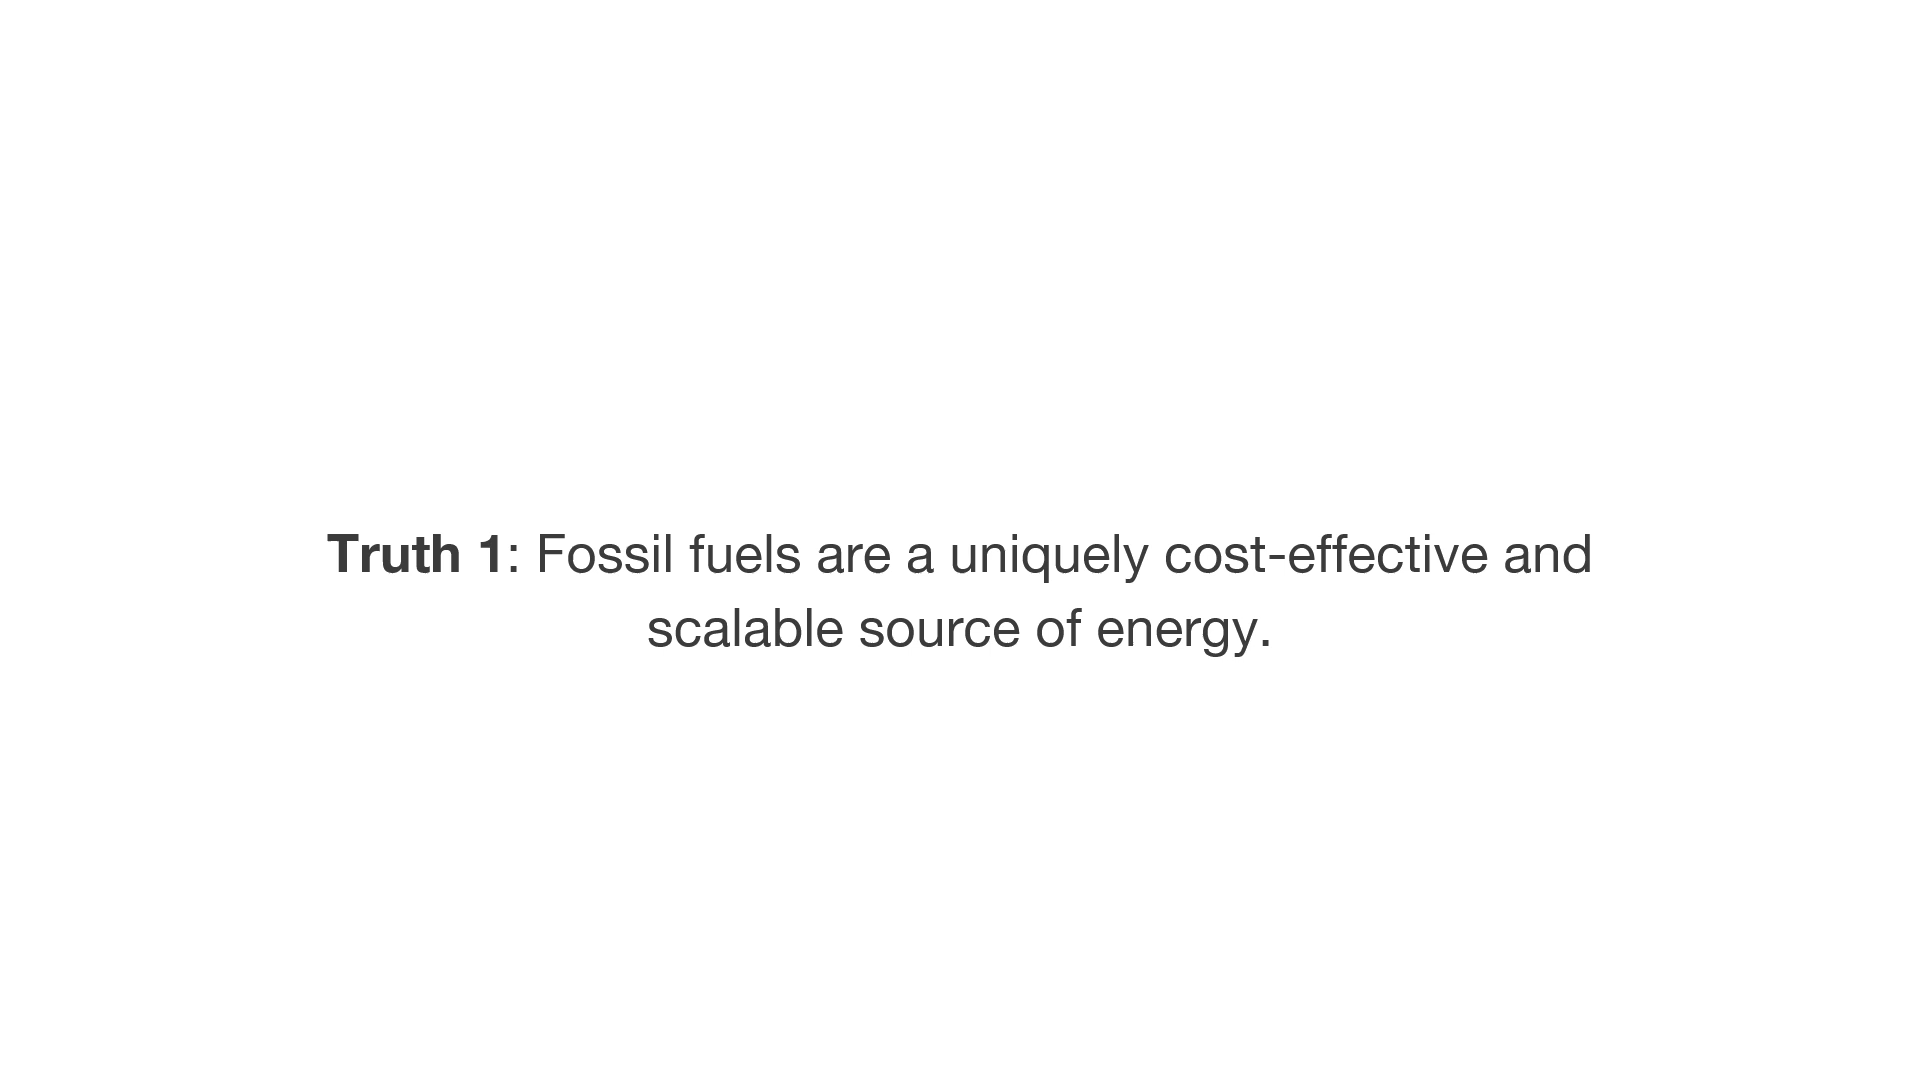 Truth 1: Fossil fuels are a uniquely cost-effective and
scalable source of energy.